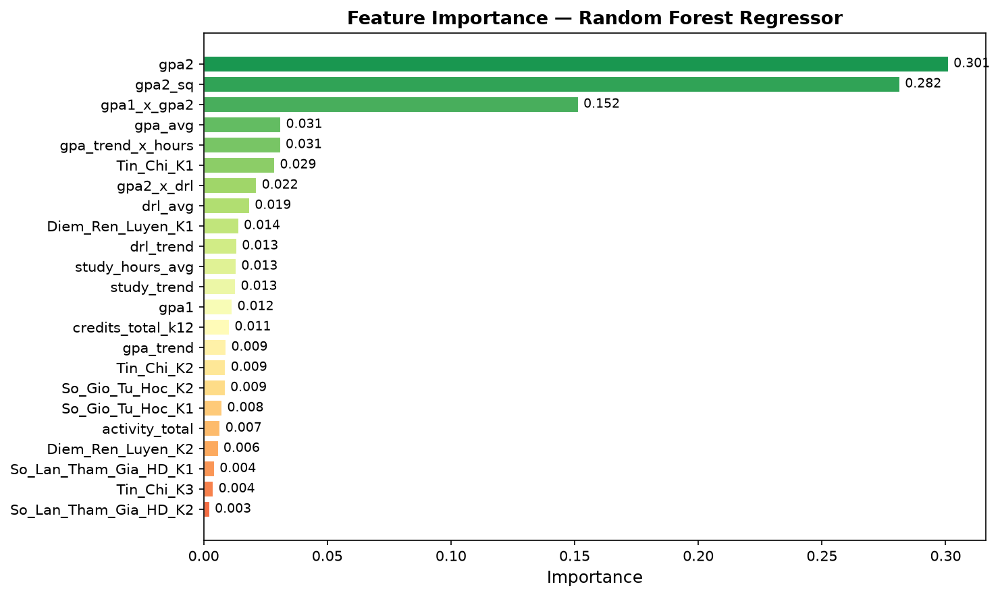 Feature Importance — Random Forest Regressor
gpa2 0.301
gpa2_sq 0.282
gpa1_x_gpa2 0.152
gpa_avg 0.031
gpa_trend_x_hours 0.031
Tin_Chi_K1 0.029
gpa2_x_drl 0.022
drl_avg 0.019
Diem_Ren_Luyen_K1 0.014
drl_trend 0.013
study_hours_avg 0.013
study_trend 0.013
gpa1 0.012
credits_total_k12 0.011
gpa_trend 0.009
Tin_Chi_K2 0.009
So_Gio_Tu_Hoc_K2 0.009
So_Gio_Tu_Hoc_K1 0.008
activity_total 0.007
Diem_Ren_Luyen_K2 0.006
So_Lan_Tham_Gia_HD_K1 0.004
Tin_Chi_K3 0.004
So_Lan_Tham_Gia_HD_K2 0.003
0.00 0.05 0.10 0.15 0.20 0.25 0.30
Importance